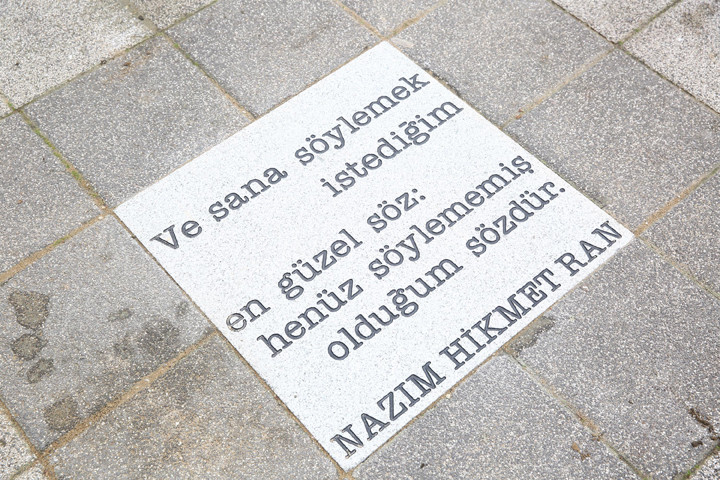 Ve sana söylemek
istediğim
en güzel söz:
henüz söylememiş
olduğum sözdür.
NAZIM HİKMET RAN